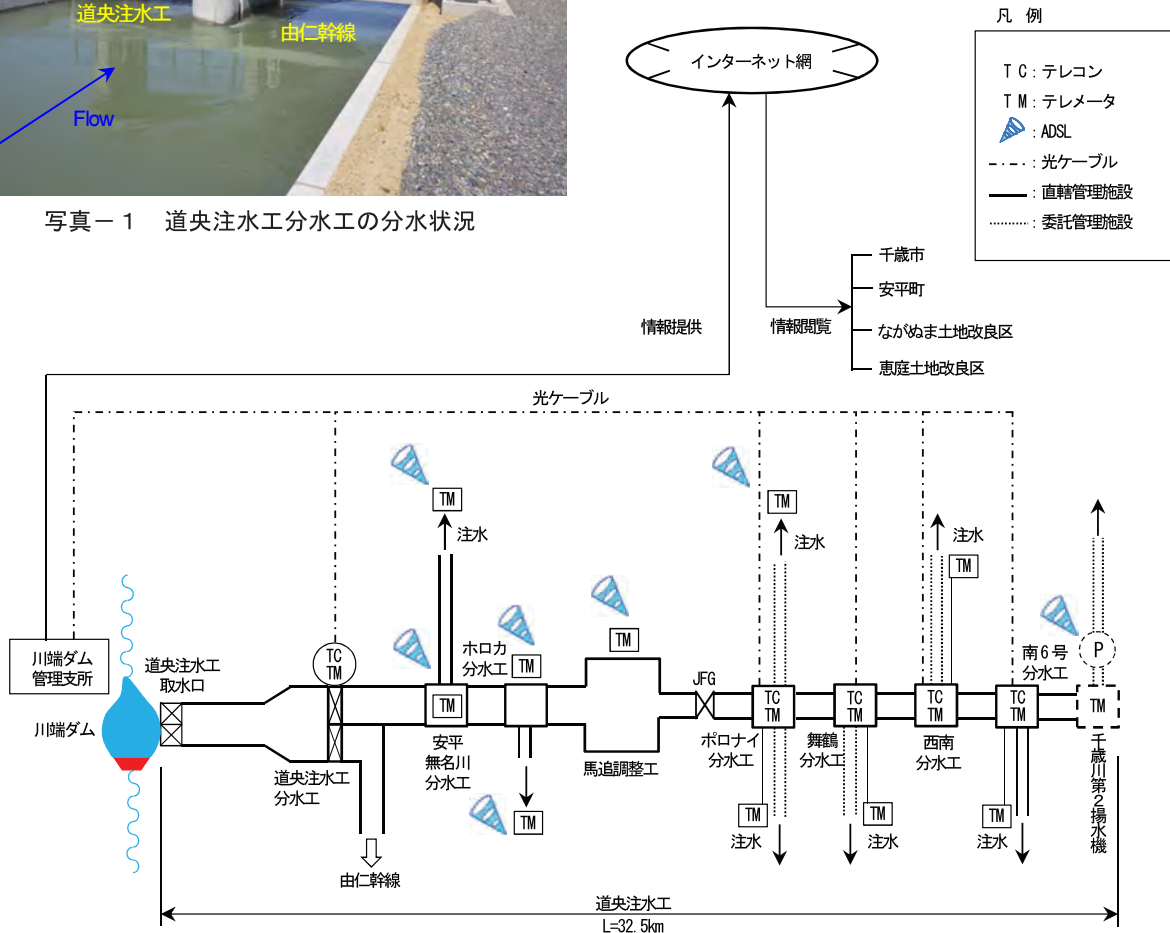 道央注水工
由仁幹線
Flow
写真－1　道央注水工分水工の分水状況
インターネット網
凡 例
T C : テレコン
T M : テレメータ
: ADSL
: 光ケーブル
: 直轄管理施設
: 委託管理施設
千歳市
安平町
ながぬま土地改良区
恵庭土地改良区
情報提供
情報閲覧
光ケーブル
TM
注水
TM
注水
注水
TM
川端ダム
管理支所
川端ダム
道央注水工
取水口
TC
TM
道央注水工
分水工
由仁幹線
TM
安平
無名川
分水工
ホロカ
分水工
TM
TM
TM
馬追調整工
JFG
TC
TM
ポロナイ
分水工
TM
注水
TC
TM
舞鶴
分水工
TM
注水
TC
TM
西南
分水工
TC
TM
南6号
分水工
TM
注水
P
TM
千歳川第2揚水機
道央注水工
L=32.5km